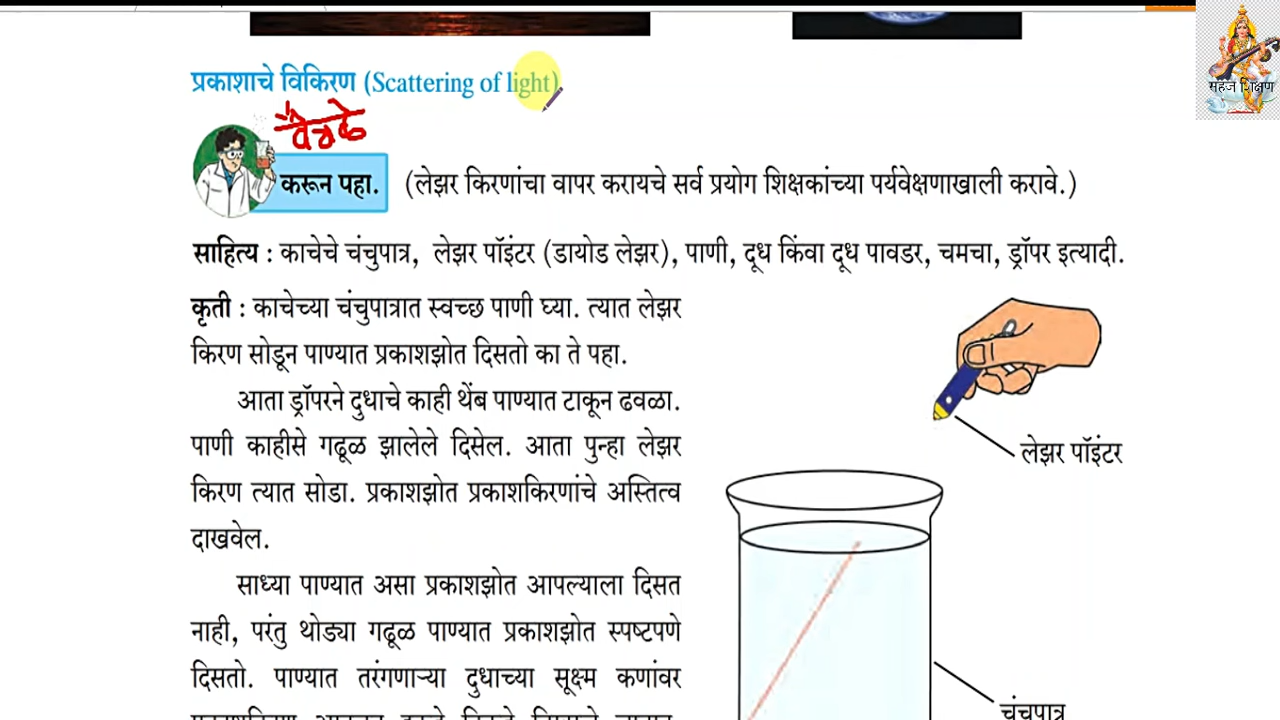 प्रकाशाचे विकिरण (Scattering of light)
करून पहा.
(लेझर किरणांचा वापर करायचे सर्व प्रयोग शिक्षकांच्या पर्यवेक्षणाखाली करावे.)
साहित्य : काचेचे चंचुपात्र, लेझर पॉइंटर (डायोड लेझर), पाणी, दूध किंवा दूध पावडर, चमचा, ड्रॉपर इत्यादी.
कृती : काचेच्या चंचुपात्रात स्वच्छ पाणी घ्या. त्यात लेझर
किरण सोडून पाण्यात प्रकाशझोत दिसतो का ते पहा.
आता ड्रॉपरने दुधाचे काही थेंब पाण्यात टाकून ढवळा.
पाणी काहीसे गढूळ झालेले दिसेल. आता पुन्हा लेझर
किरण त्यात सोडा. प्रकाशझोत प्रकाशकिरणांचे अस्तित्व
दाखवेल.
साध्या पाण्यात असा प्रकाशझोत आपल्याला दिसत
नाही, परंतु थोड्या गढूळ पाण्यात प्रकाशझोत स्पष्टपणे
दिसतो. पाण्यात तरंगणाऱ्या दुधाच्या सूक्ष्म कणांवर
लेझर पॉइंटर
चंचुपात्र
सहज शिक्षण